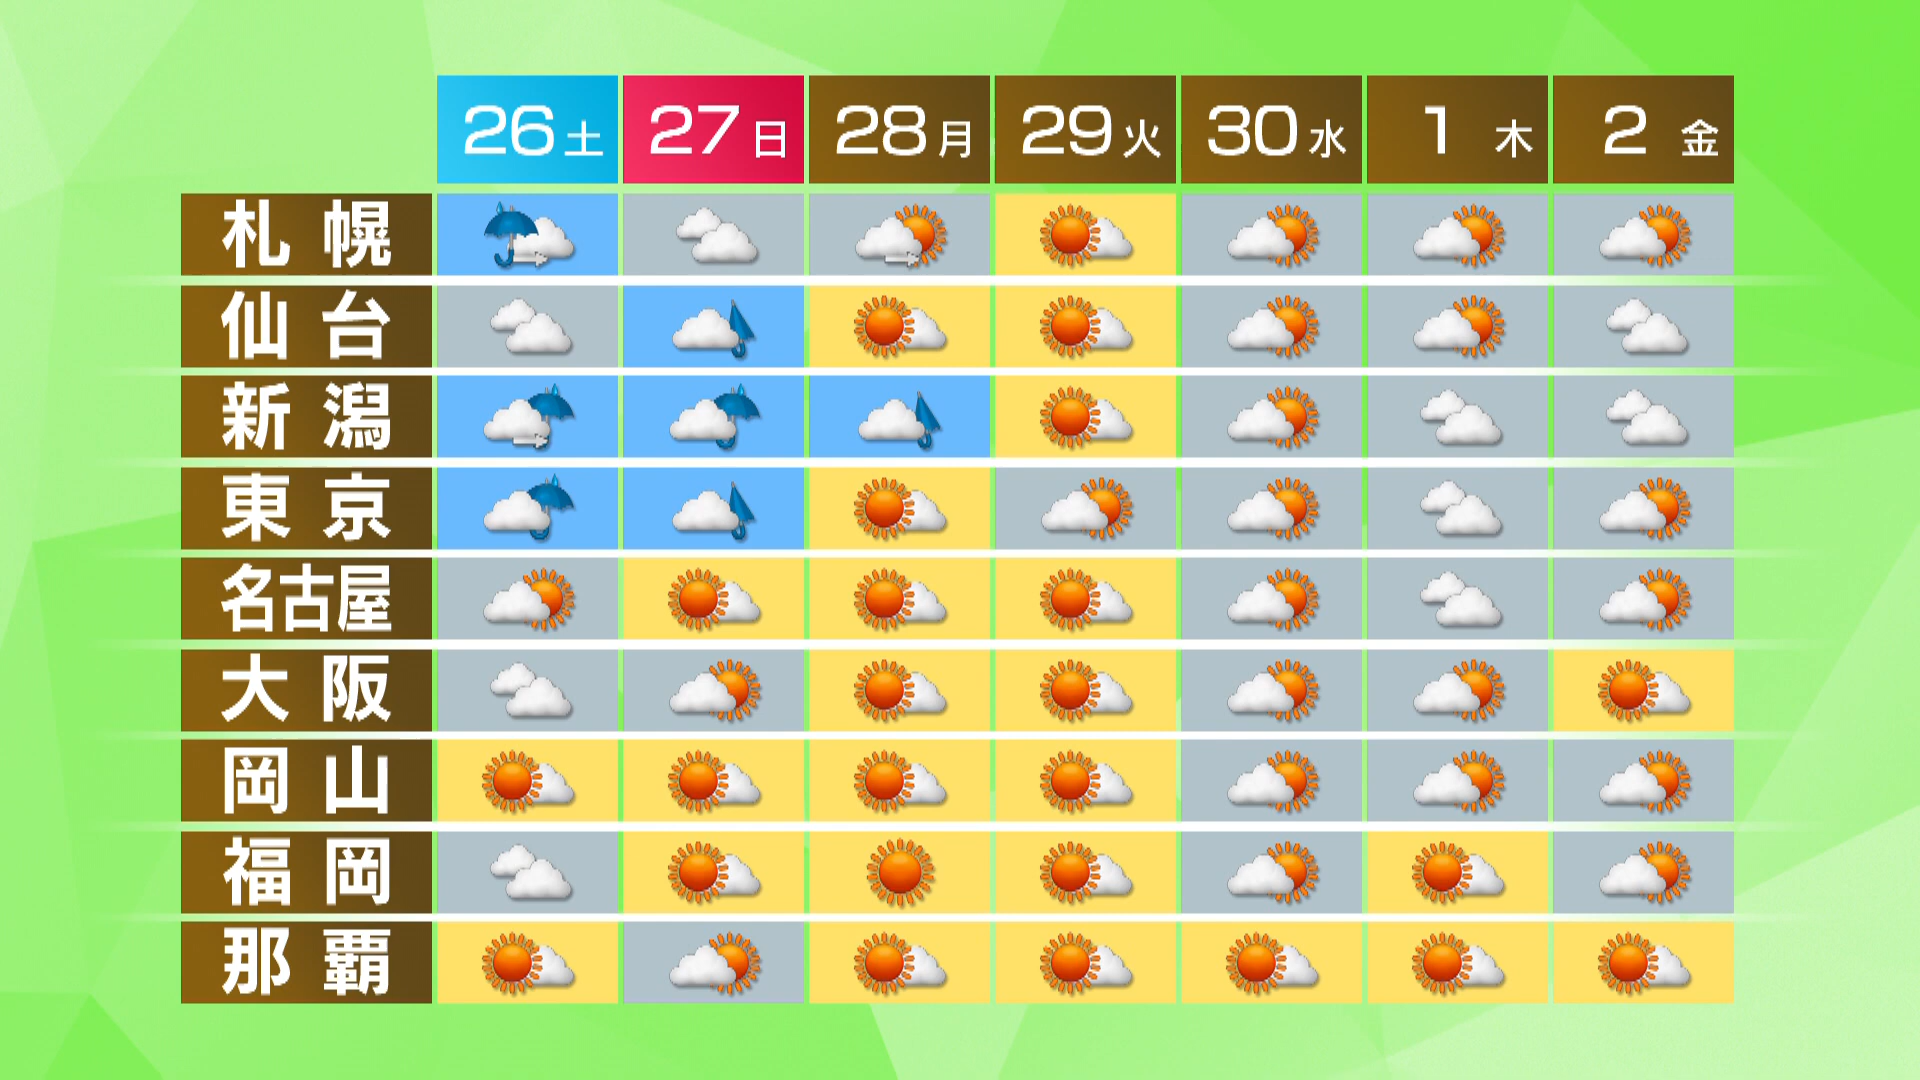 26土 27日 28月 29火 30水 1木 2金
札幌
仙台
新潟
東京
名古屋
大阪
岡山
福岡
那覇